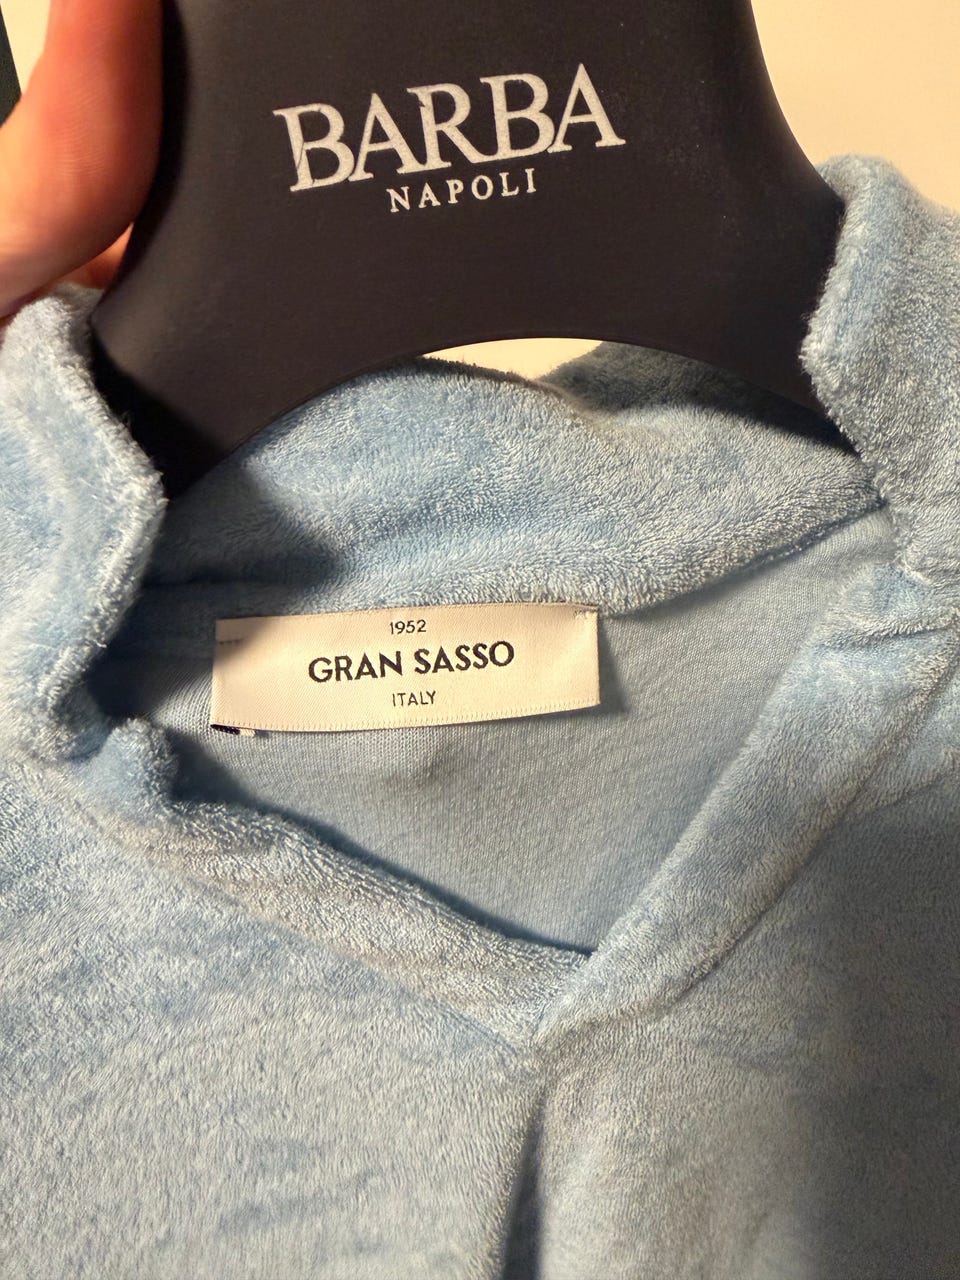 BARBA
NAPOLI
1952
GRAN SASSO
ITALY